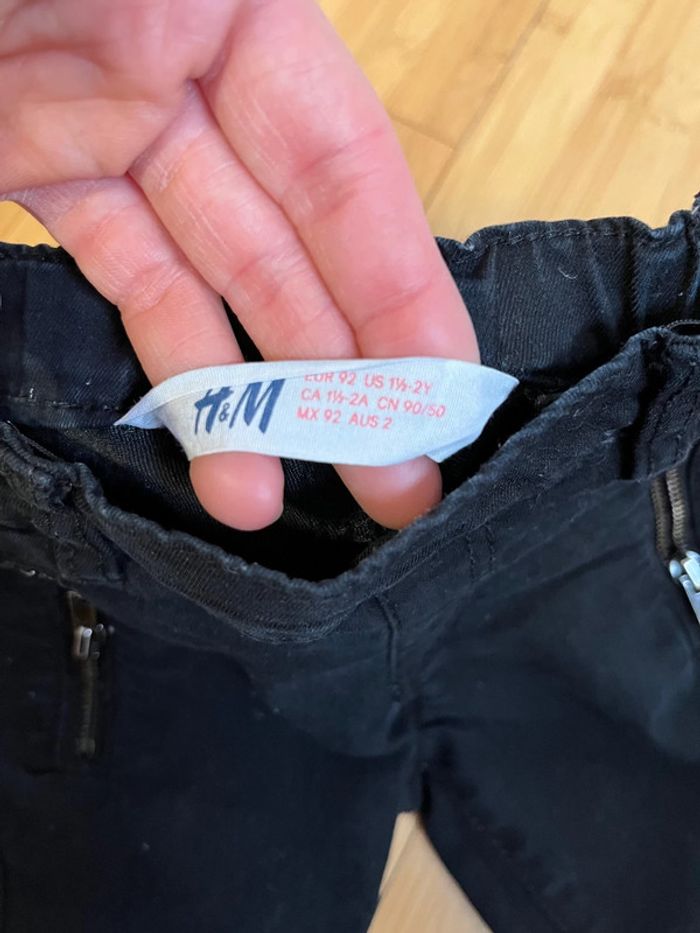 H&M
EUR 92 US 1½-2Y
CA 1½-2A CN 90/50
MX 92 AUS 2